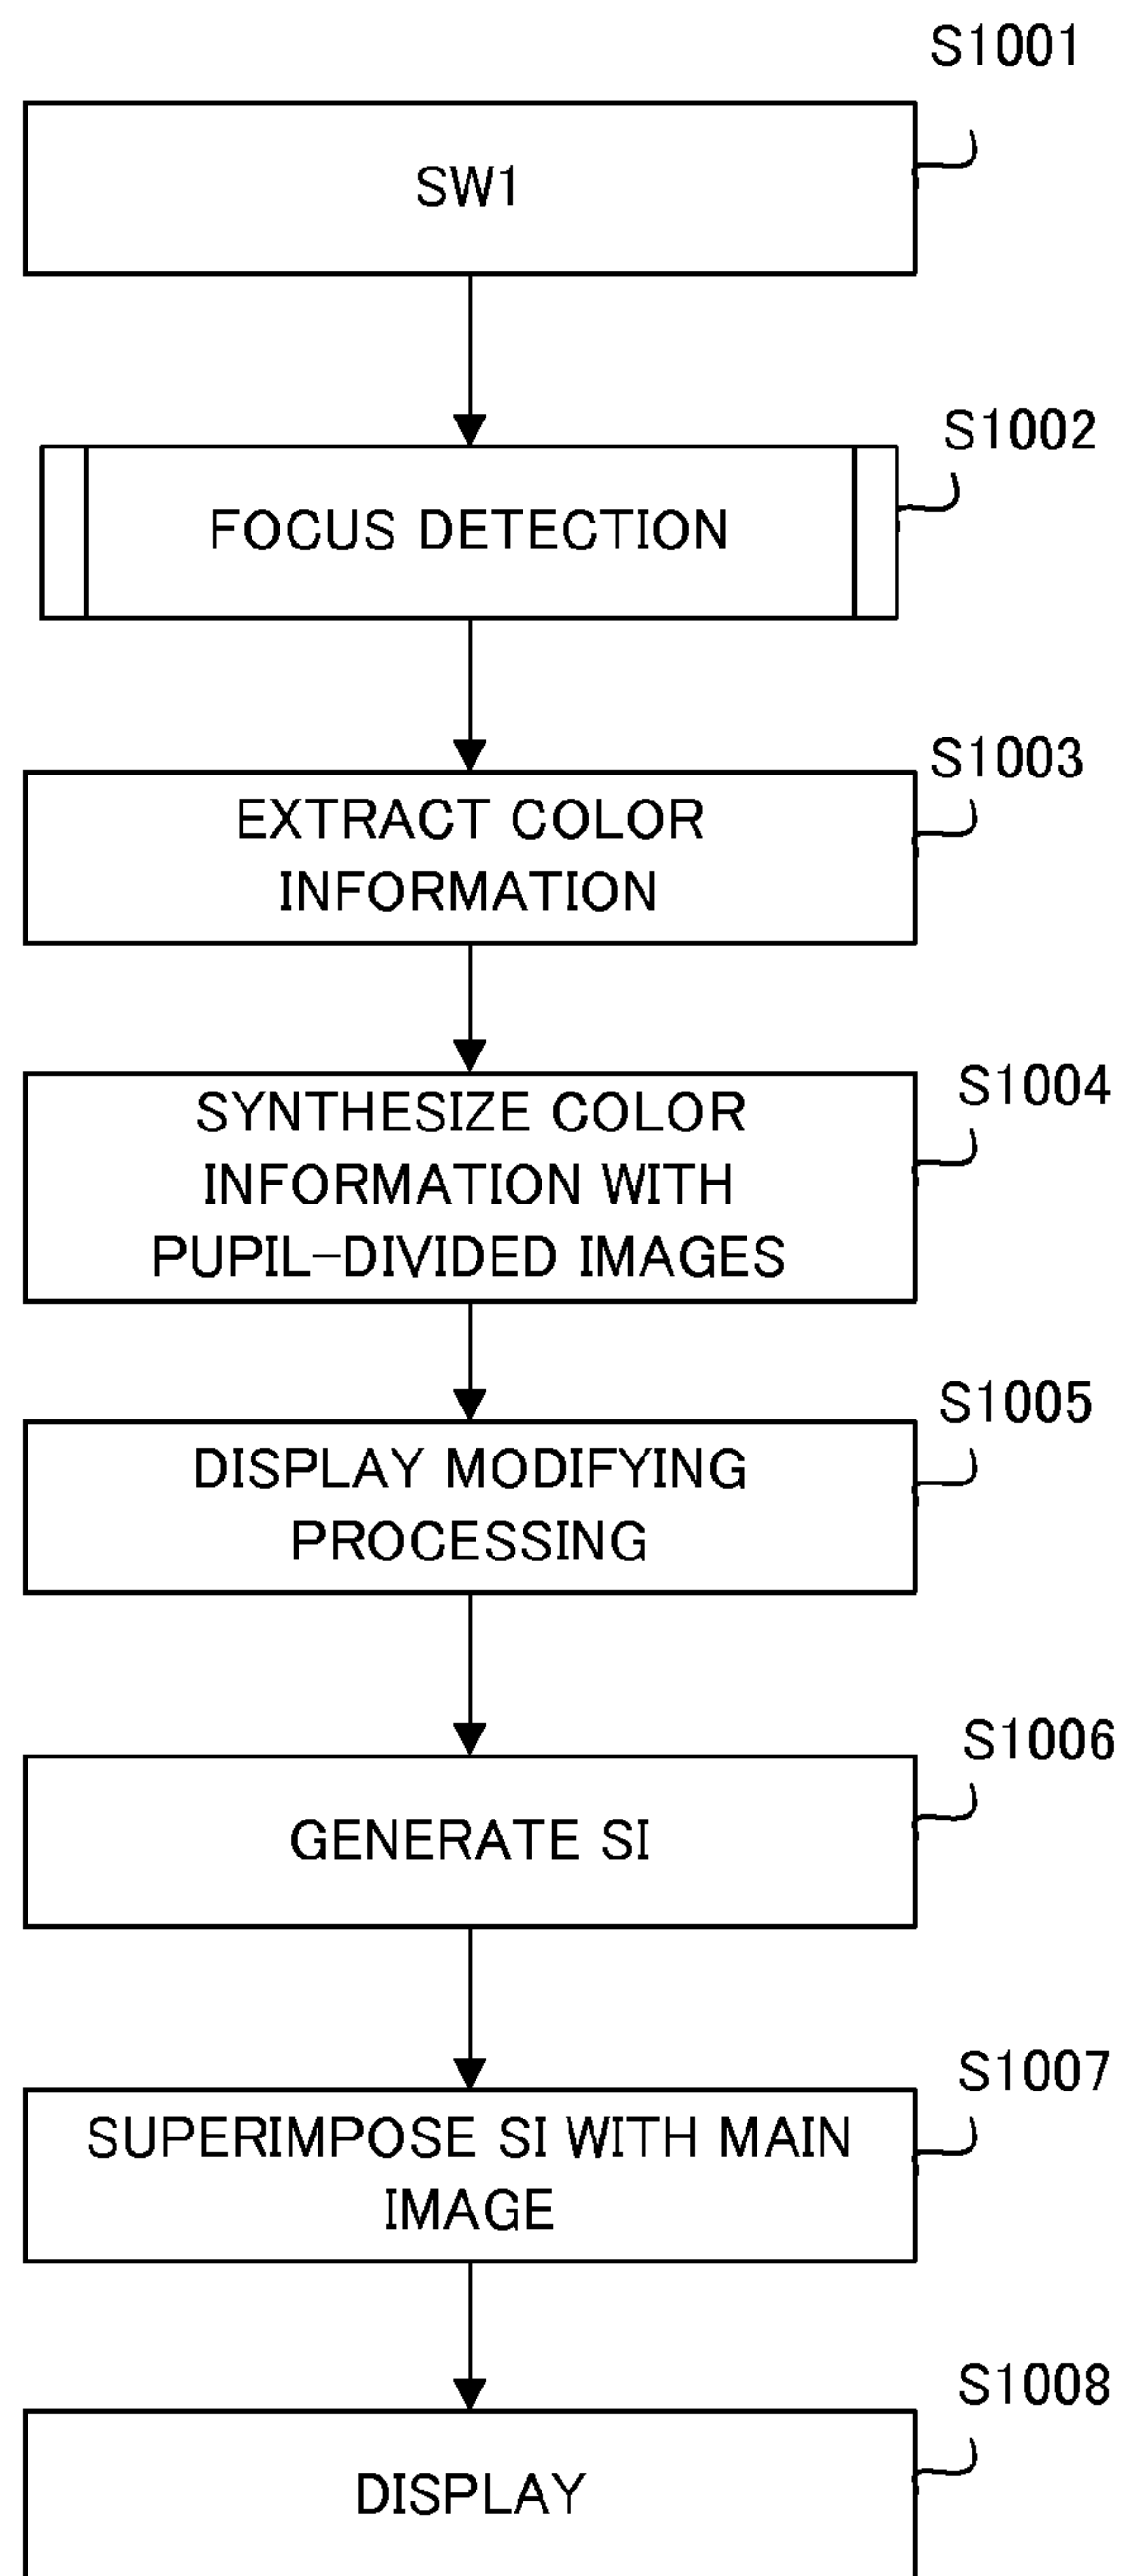 S1001
SW1
S1002
FOCUS DETECTION
S1003
EXTRACT COLOR
INFORMATION
S1004
SYNTHESIZE COLOR
INFORMATION WITH
PUPIL-DIVIDED IMAGES
S1005
DISPLAY MODIFYING
PROCESSING
S1006
GENERATE SI
S1007
SUPERIMPOSE SI WITH MAIN
IMAGE
S1008
DISPLAY